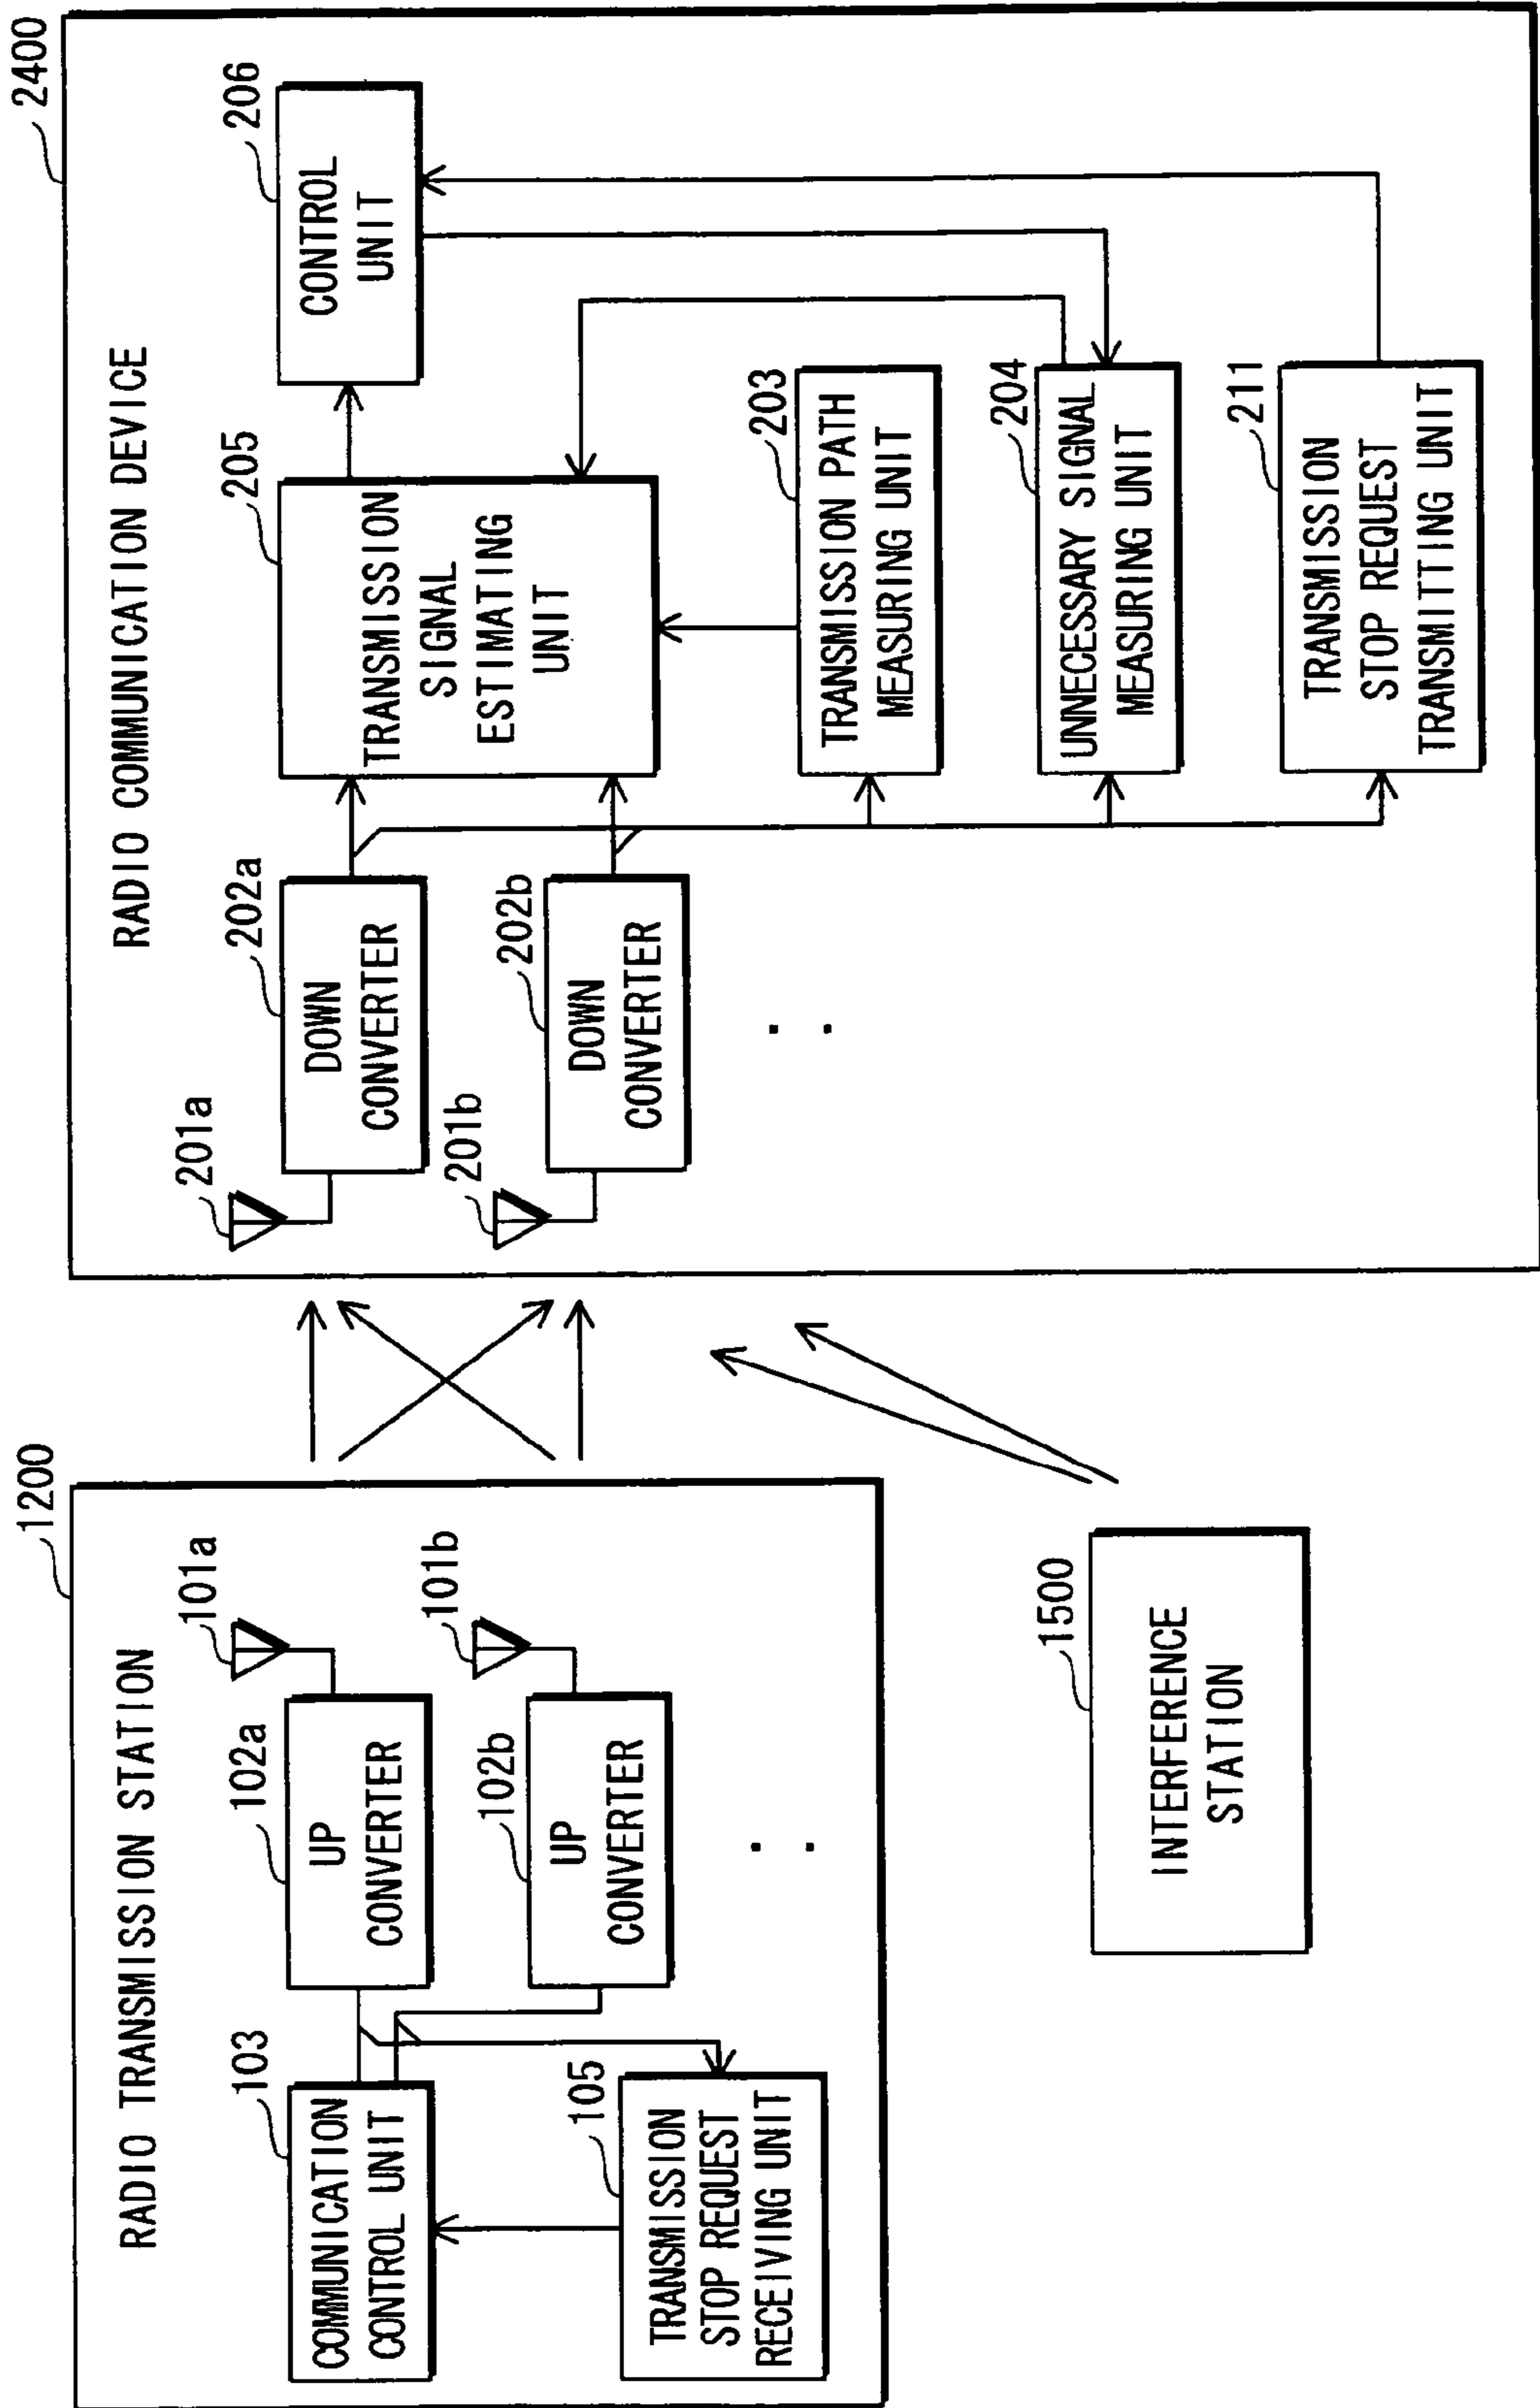 1200
RADIO TRANSMISSION STATION
103
COMMUNICATION
CONTROL UNIT
102a
UP
CONVERTER
101a
102b
UP
CONVERTER
101b
105
TRANSMISSION
STOP REQUEST
RECEIVING UNIT
. .
1500
INTERFERENCE
STATION
2400
RADIO COMMUNICATION DEVICE
201a
202a
DOWN
CONVERTER
201b
202b
DOWN
CONVERTER
. .
205
TRANSMISSION
SIGNAL
ESTIMATING
UNIT
206
CONTROL
UNIT
203
TRANSMISSION PATH
MEASURING UNIT
204
UNNECESSARY SIGNAL
MEASURING UNIT
211
TRANSMISSION
STOP REQUEST
TRANSMITTING UNIT